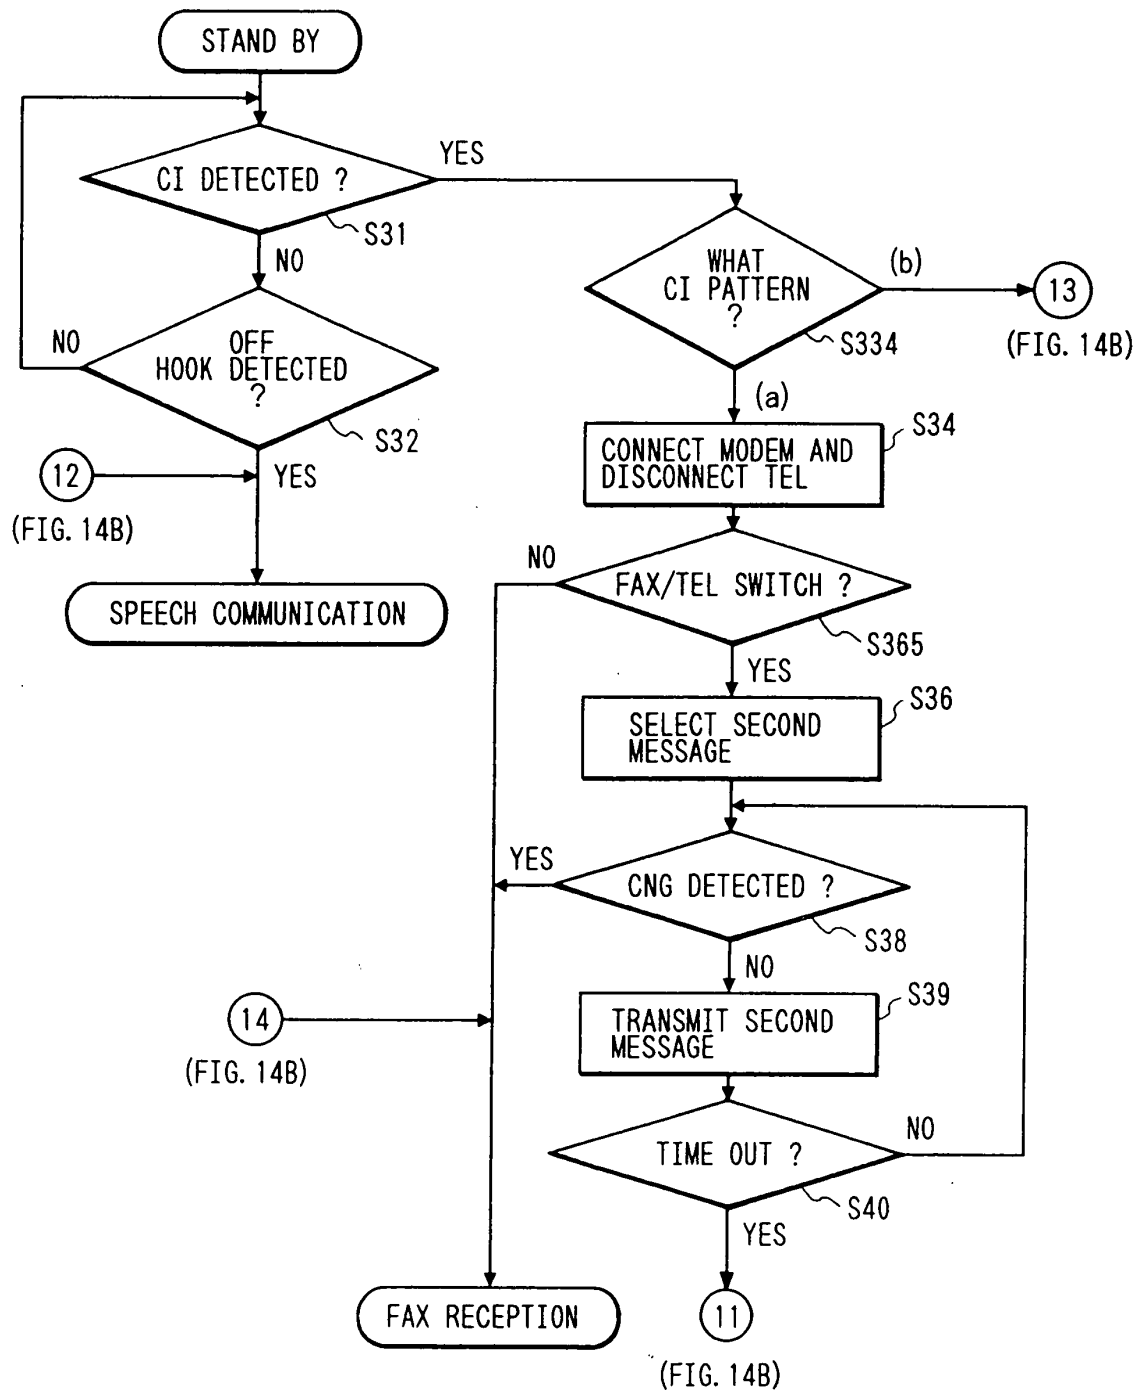 STAND BY
CI DETECTED ?
YES
S31
NO
WHAT
CI PATTERN
?
(b)
13
(FIG. 14B)
S334
NO
OFF
HOOK DETECTED
?
S32
(a)
12
(FIG. 14B)
YES
S34
CONNECT MODEM AND
DISCONNECT TEL
SPEECH COMMUNICATION
NO
FAX/TEL SWITCH ?
S365
YES
S36
SELECT SECOND
MESSAGE
YES
CNG DETECTED ?
S38
NO
S39
TRANSMIT SECOND
MESSAGE
14
(FIG. 14B)
TIME OUT ?
NO
S40
YES
FAX RECEPTION
11
(FIG. 14B)